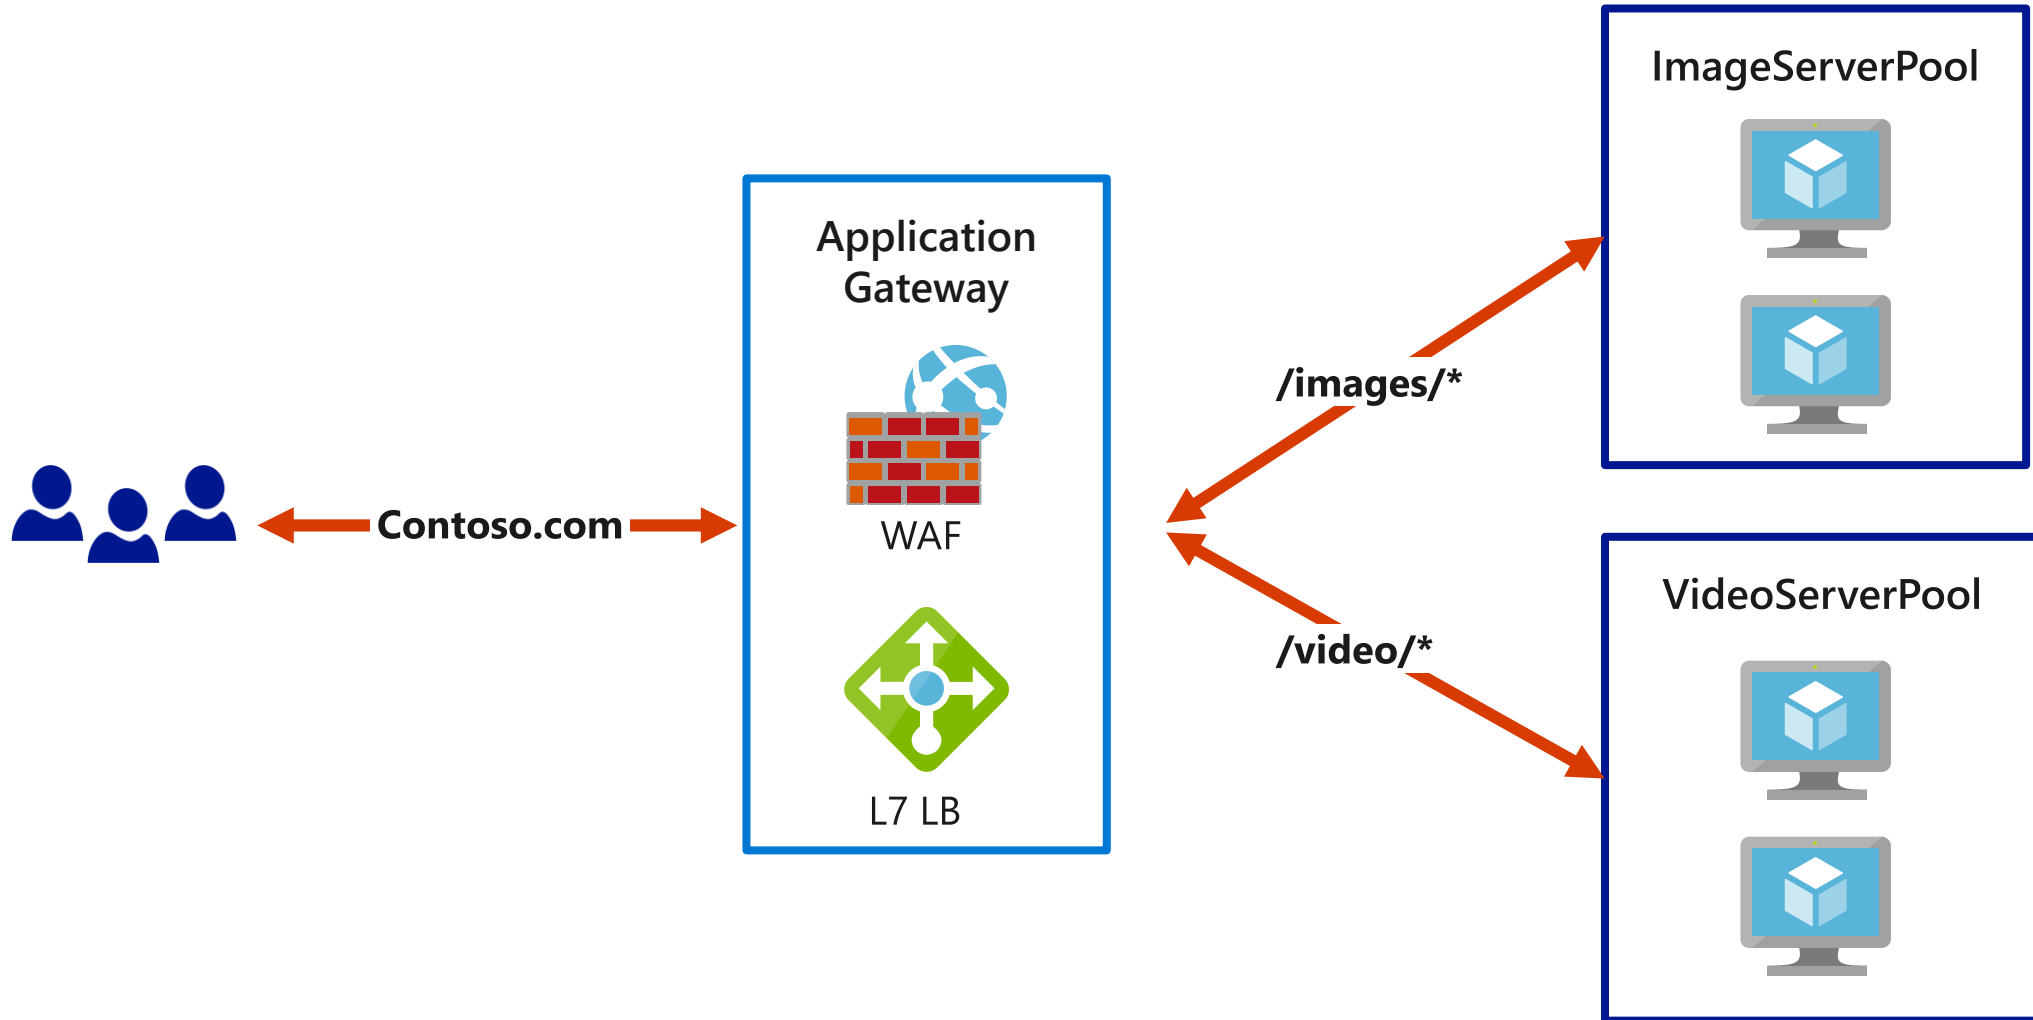 Contoso.com
Application
Gateway
WAF
L7 LB
/images/*
/video/*
ImageServerPool
VideoServerPool